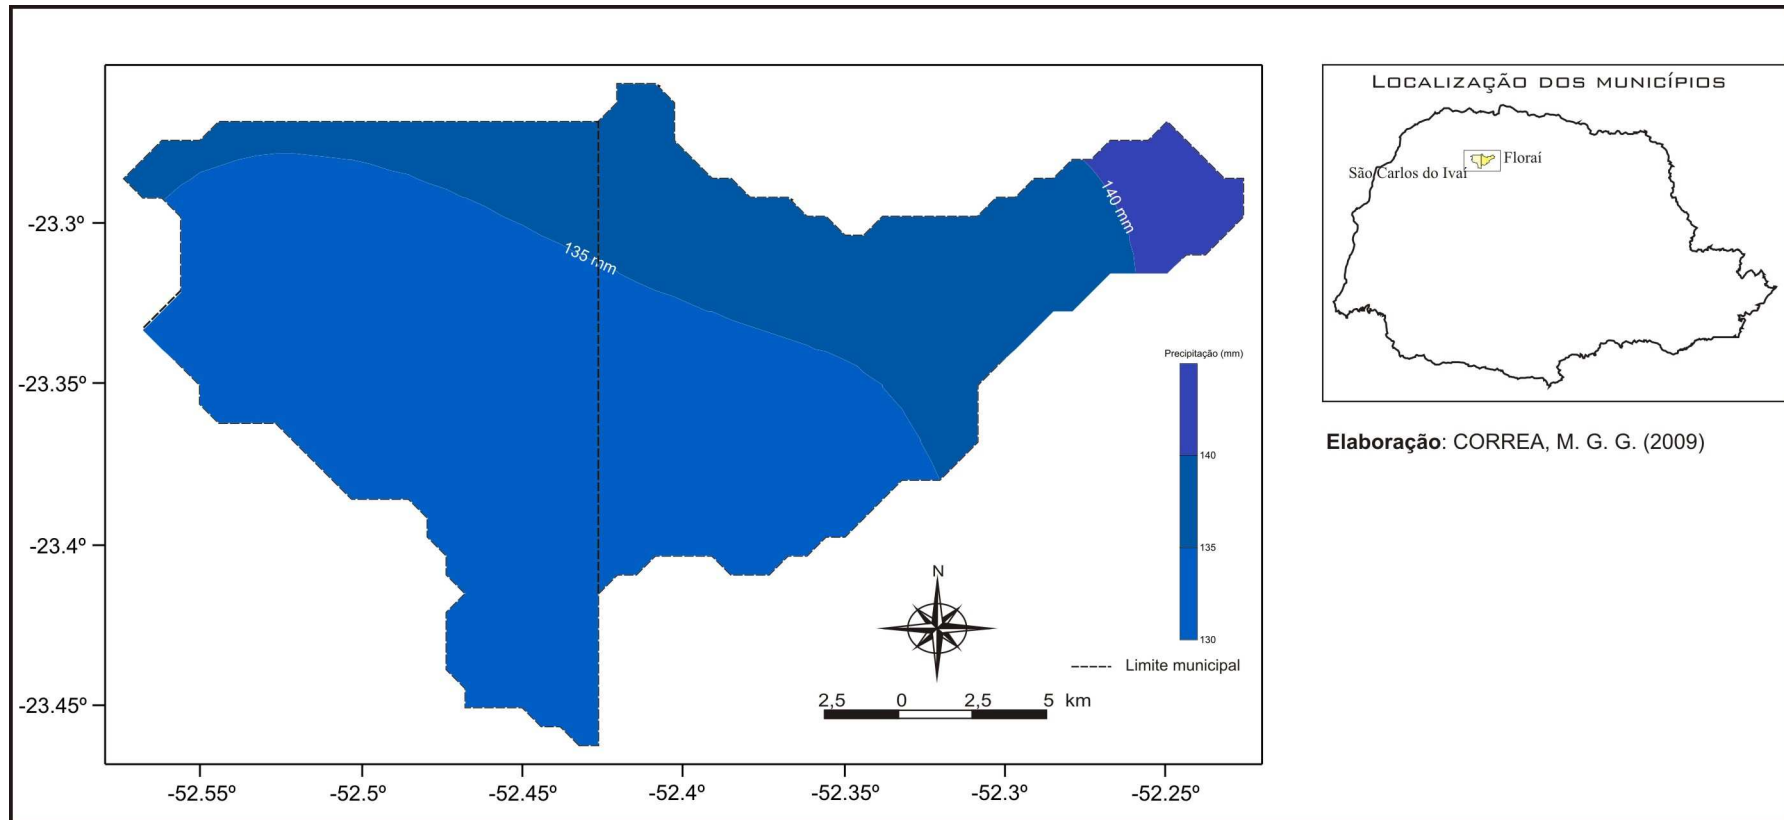 LOCALIZAÇÃO DOS MUNICÍPIOS
Floraí
São Carlos do Ivaí
Elaboração: CORREA, M. G. G. (2009)
135 mm
140 mm
-23.3º
-23.35º
-23.4º
-23.45º
Precipitação (mm)
140
135
130
N
Limite municipal
2,5 0 2,5 5 km
-52.55º -52.5º -52.45º -52.4º -52.35º -52.3º -52.25º